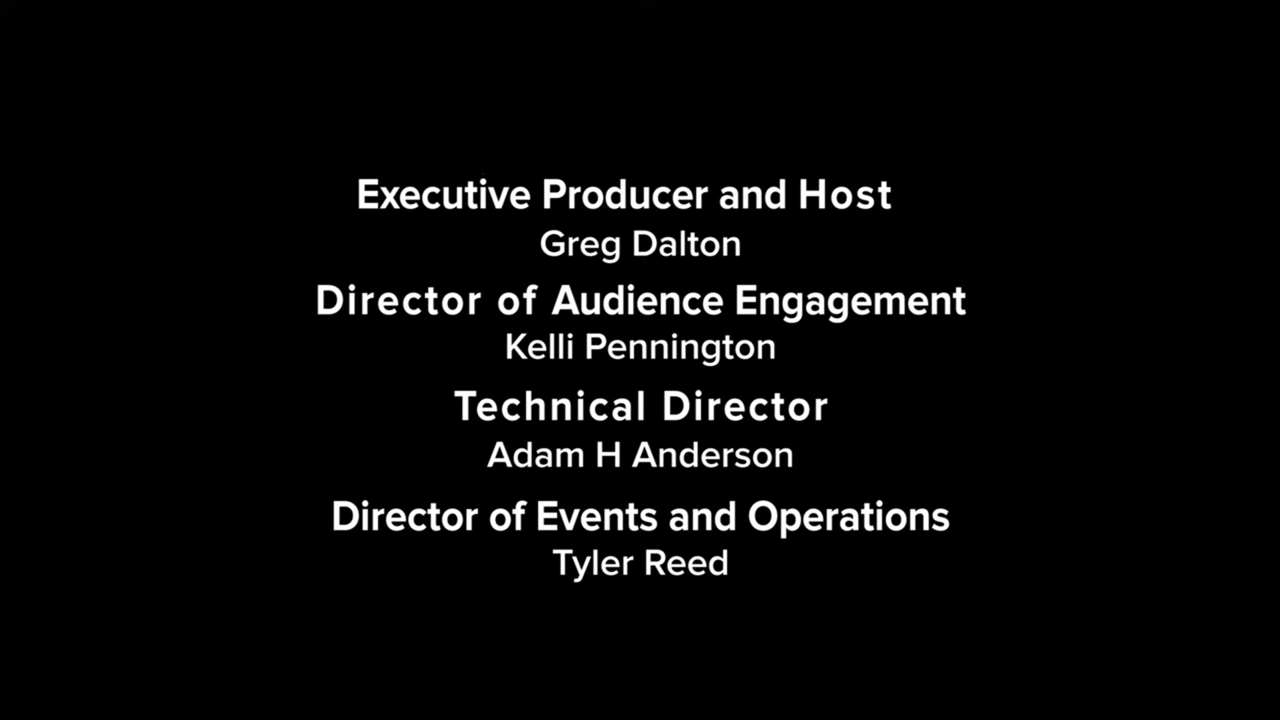 Executive Producer and Host
Greg Dalton
Director of Audience Engagement
Kelli Pennington
Technical Director
Adam H Anderson
Director of Events and Operations
Tyler Reed